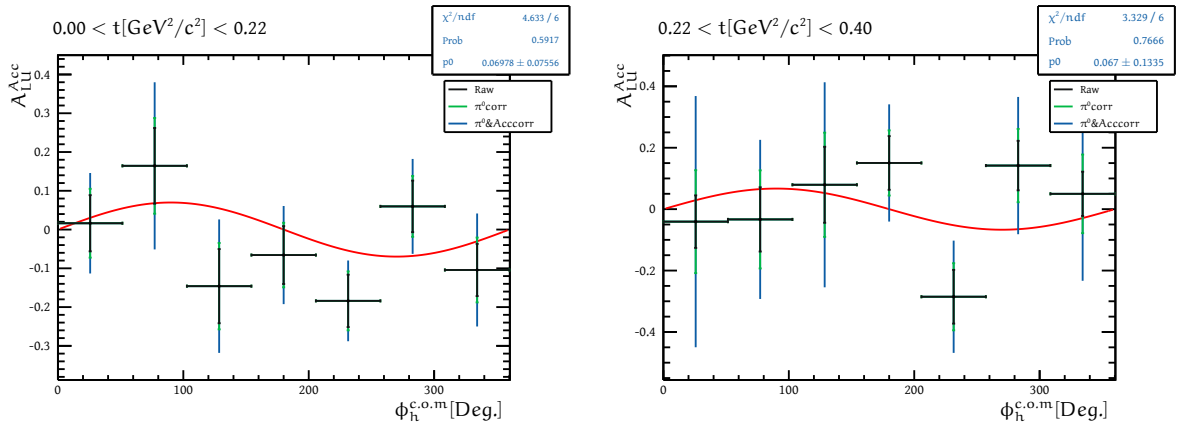 0.00 < t[GeV²/c²] < 0.22
χ²/ndf 4.633 / 6
Prob 0.5917
p0 0.06978 ± 0.07556
Raw
π⁰corr
π⁰&Acccorr
A_LU^Acc
0.4
0.3
0.2
0.1
0
-0.1
-0.2
-0.3
0 100 200 300
ϕ_h^c.o.m[Deg.]
0.22 < t[GeV²/c²] < 0.40
χ²/ndf 3.329 / 6
Prob 0.7666
p0 0.067 ± 0.1335
Raw
π⁰corr
π⁰&Acccorr
A_LU^Acc
0.4
0.2
0
-0.2
-0.4
0 100 200 300
ϕ_h^c.o.m[Deg.]